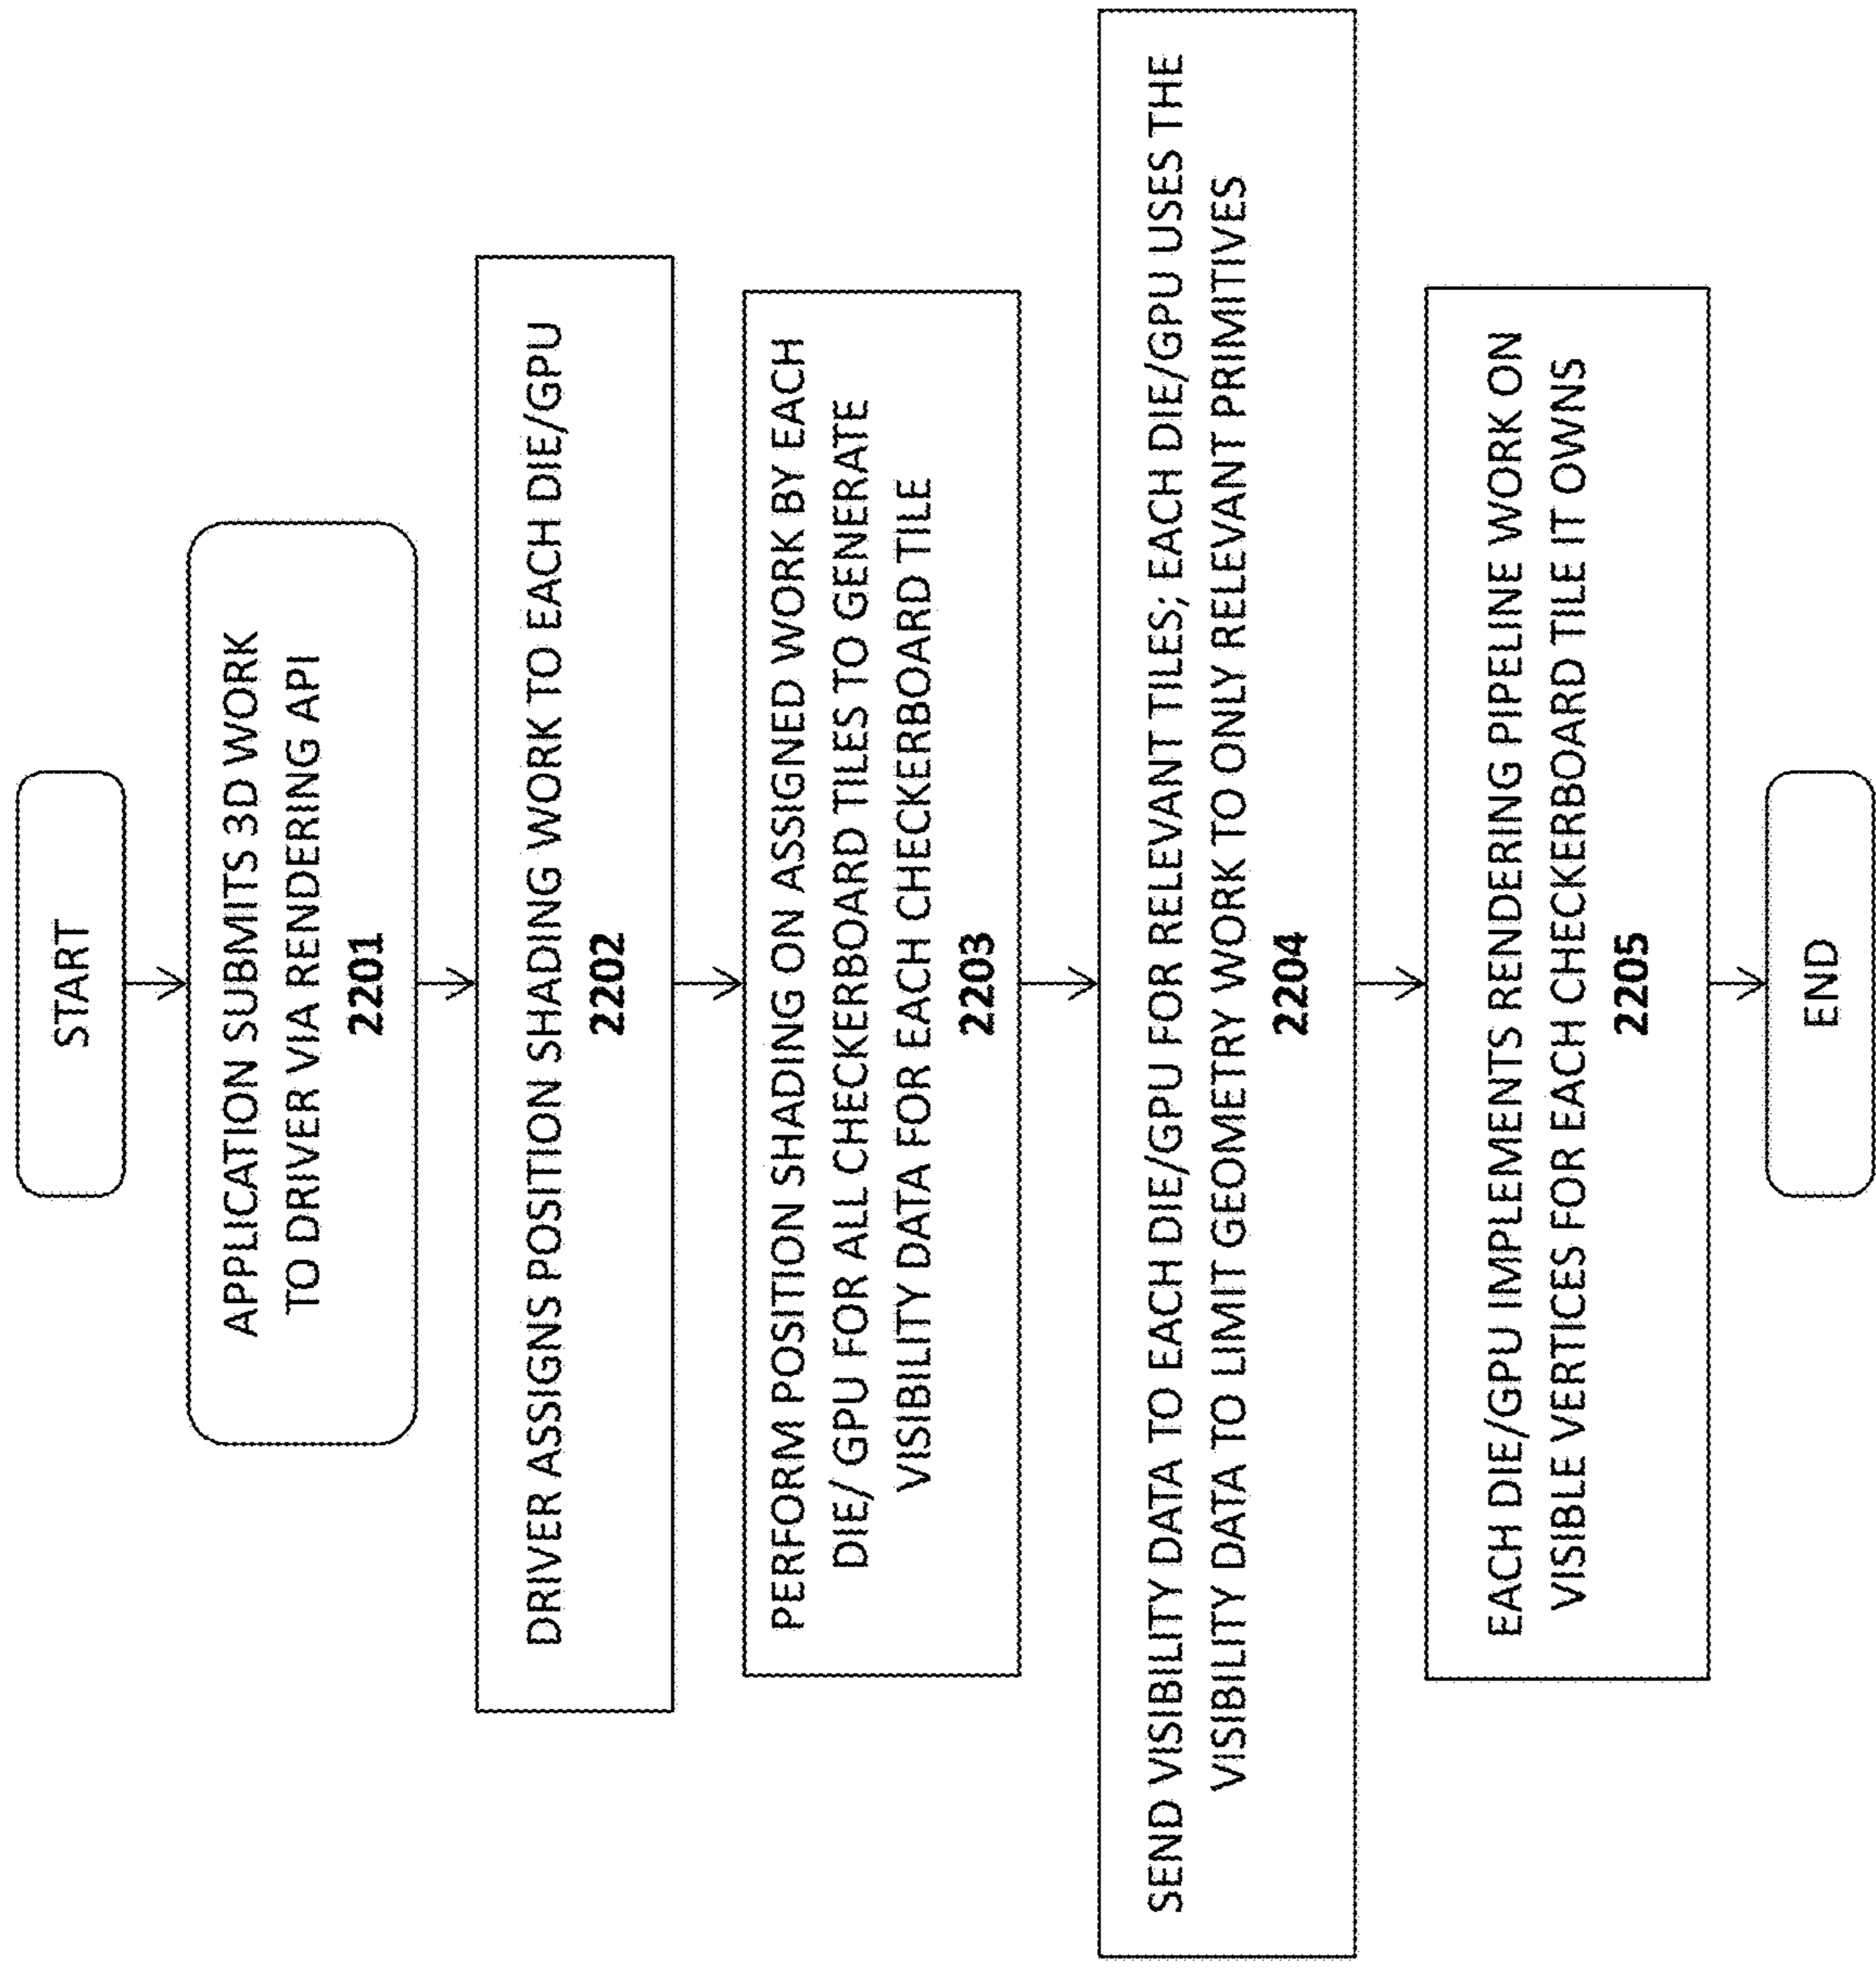 START
APPLICATION SUBMITS 3D WORK
TO DRIVER VIA RENDERING API
2201
DRIVER ASSIGNS POSITION SHADING WORK TO EACH DIE/GPU
2202
PERFORM POSITION SHADING ON ASSIGNED WORK BY EACH
DIE/ GPU FOR ALL CHECKERBOARD TILES TO GENERATE
VISIBILITY DATA FOR EACH CHECKERBOARD TILE
2203
SEND VISIBILITY DATA TO EACH DIE/GPU FOR RELEVANT TILES; EACH DIE/GPU USES THE
VISIBILITY DATA TO LIMIT GEOMETRY WORK TO ONLY RELEVANT PRIMITIVES
2204
EACH DIE/GPU IMPLEMENTS RENDERING PIPELINE WORK ON
VISIBLE VERTICES FOR EACH CHECKERBOARD TILE IT OWNS
2205
END